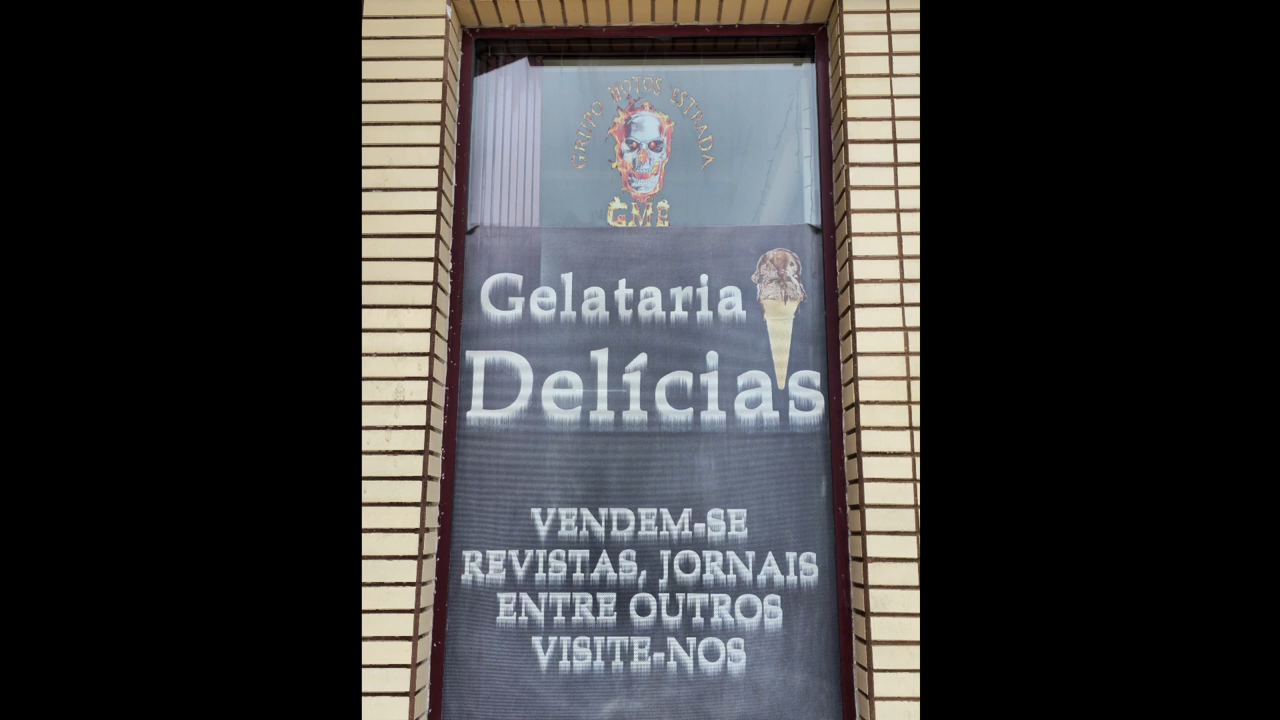 GRUPO MOTOS ESTRADA
GME
Gelataria
Delícias
VENDEM-SE
REVISTAS, JORNAIS
ENTRE OUTROS
VISITE-NOS